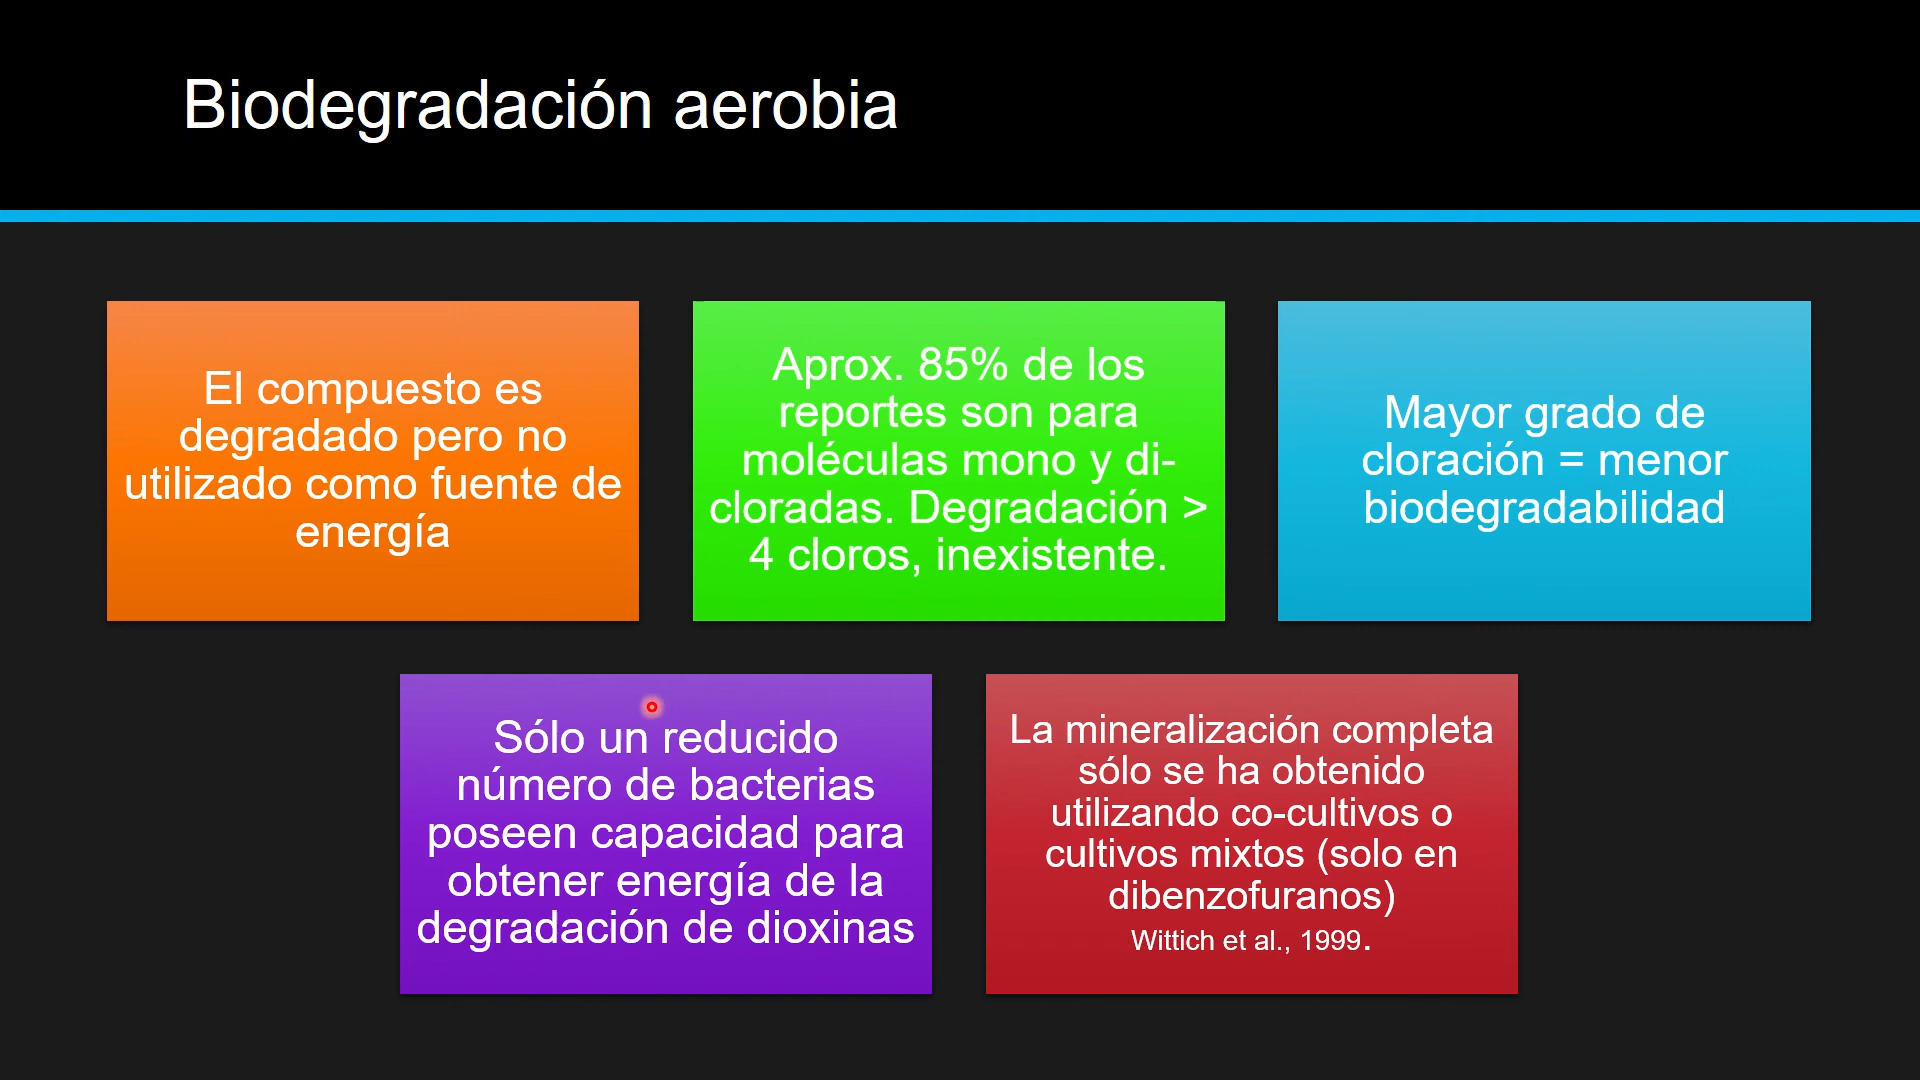 Biodegradación aerobia
El compuesto es
degradado pero no
utilizado como fuente de
energía
Aprox. 85% de los
reportes son para
moléculas mono y di-
cloradas. Degradación >
4 cloros, inexistente.
Mayor grado de
cloración = menor
biodegradabilidad
Sólo un reducido
número de bacterias
poseen capacidad para
obtener energía de la
degradación de dioxinas
La mineralización completa
sólo se ha obtenido
utilizando co-cultivos o
cultivos mixtos (solo en
dibenzofuranos)
Wittich et al., 1999.